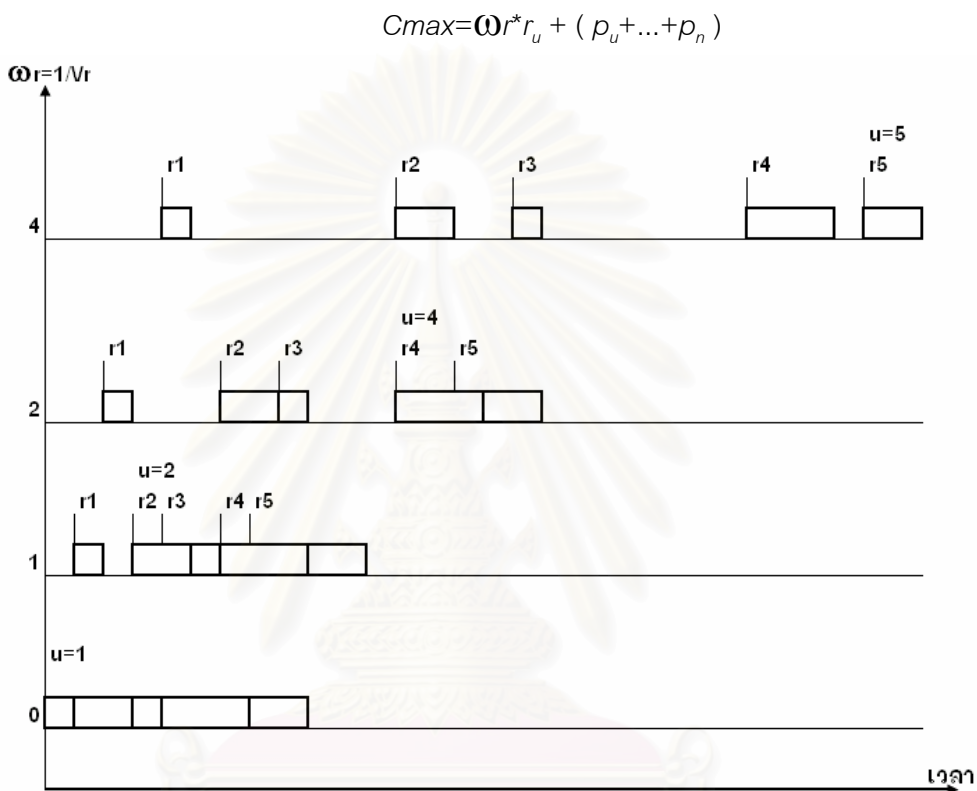 Cmax=ωr*r_u + ( p_u+...+p_n )
ωr=1/Vr
u=5
r1 r2 r3 r4 r5
4
u=4
r1 r2 r3 r4 r5
2
u=2
r1 r2 r3 r4 r5
1
u=1
0
เวลา